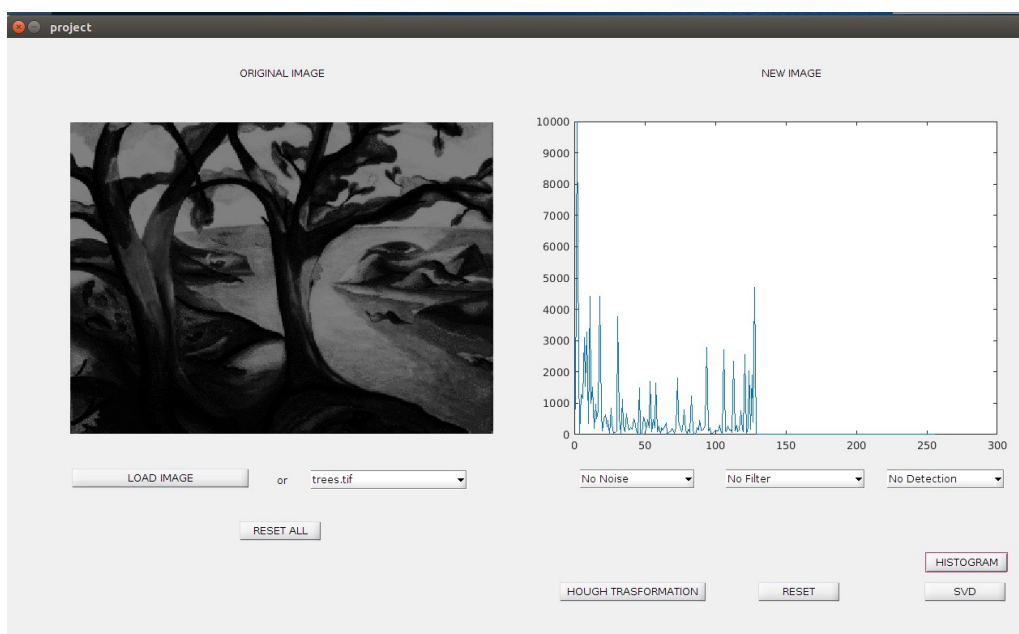 project
ORIGINAL IMAGE
NEW IMAGE
10000
9000
8000
7000
6000
5000
4000
3000
2000
1000
0
0 50 100 150 200 250 300
LOAD IMAGE or trees.tif
No Noise No Filter No Detection
RESET ALL
HISTOGRAM
HOUGH TRASFORMATION RESET SVD